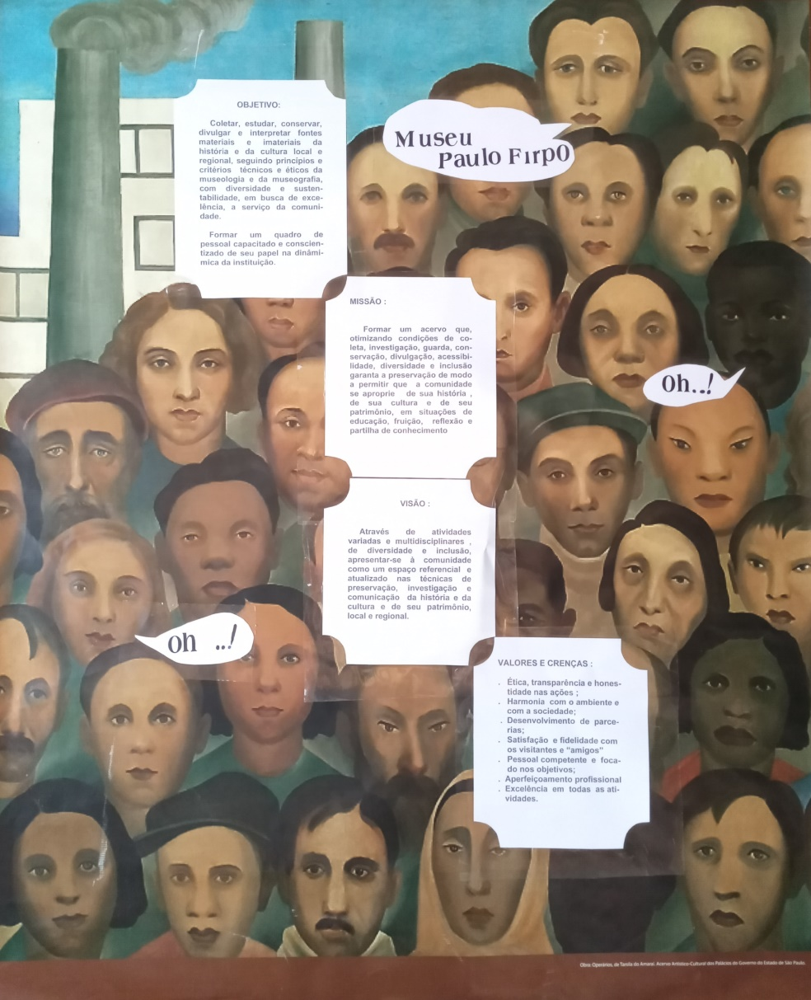 OBJETIVO:
Coletar, estudar, conservar,
divulgar e interpretar fontes
materiais e imateriais da
história e da cultura local e
regional, seguindo princípios e
critérios técnicos e éticos da
museologia e da museografia,
com diversidade e susten-
tabilidade, em busca de exce-
lência, a serviço da comuni-
dade.
Formar um quadro de
pessoal capacitado e conscien-
tizado de seu papel na dinâmi-
mica da instituição.
Museu
Paulo FirpO
MISSÃO :
Formar um acervo que,
otimizando condições de co-
leta, investigação, guarda, con-
servação, divulgação, acessibi-
lidade, diversidade e inclusão
garanta a preservação de modo
a permitir que a comunidade
se aproprie de sua história ,
de sua cultura e de seu
patrimônio, em situações de
educação, fruição, reflexão e
partilha de conhecimento
Oh..!
VISÃO :
Através de atividades
variadas e multidisciplinares ,
de diversidade e inclusão,
apresentar-se à comunidade
como um espaço referencial e
atualizado nas técnicas de
preservação, investigação e
comunicação da história e da
cultura e de seu patrimônio,
local e regional.
oh ..!
VALORES E CRENÇAS :
. Ética, transparência e hones-
tidade nas ações ;
. Harmonia com o ambiente e
com a sociedade;
. Desenvolvimento de parce-
rias;
. Satisfação e fidelidade com
os visitantes e “amigos”
. Pessoal competente e foca-
do nos objetivos;
. Aperfeiçoamento profissional
. Excelência em todas as ati-
vidades.
Obra: Operários, de Tarsila do Amaral. Acervo Artístico-Cultural dos Palácios do Governo do Estado de São Paulo.